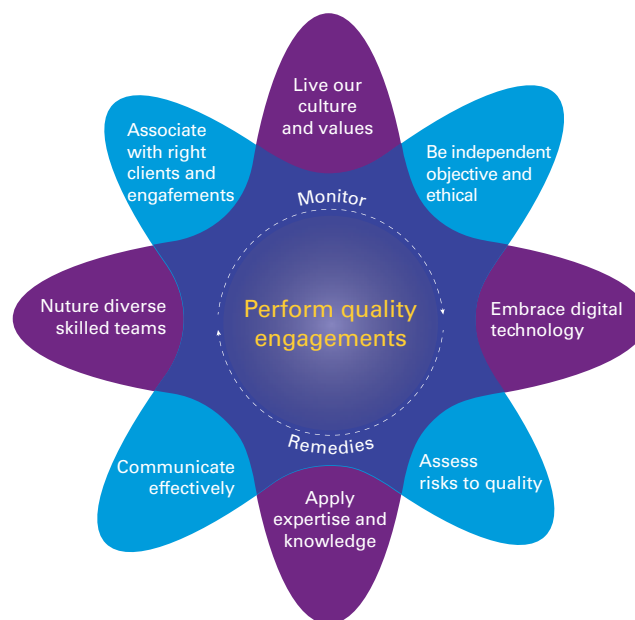 Live our
culture
and values
Associate
with right
clients and
engafements
Be independent
objective and
ethical
Monitor
Nuture diverse
skilled teams
Perform quality
engagements
Embrace digital
technology
Remedies
Communicate
effectively
Assess
risks to quality
Apply
expertise and
knowledge